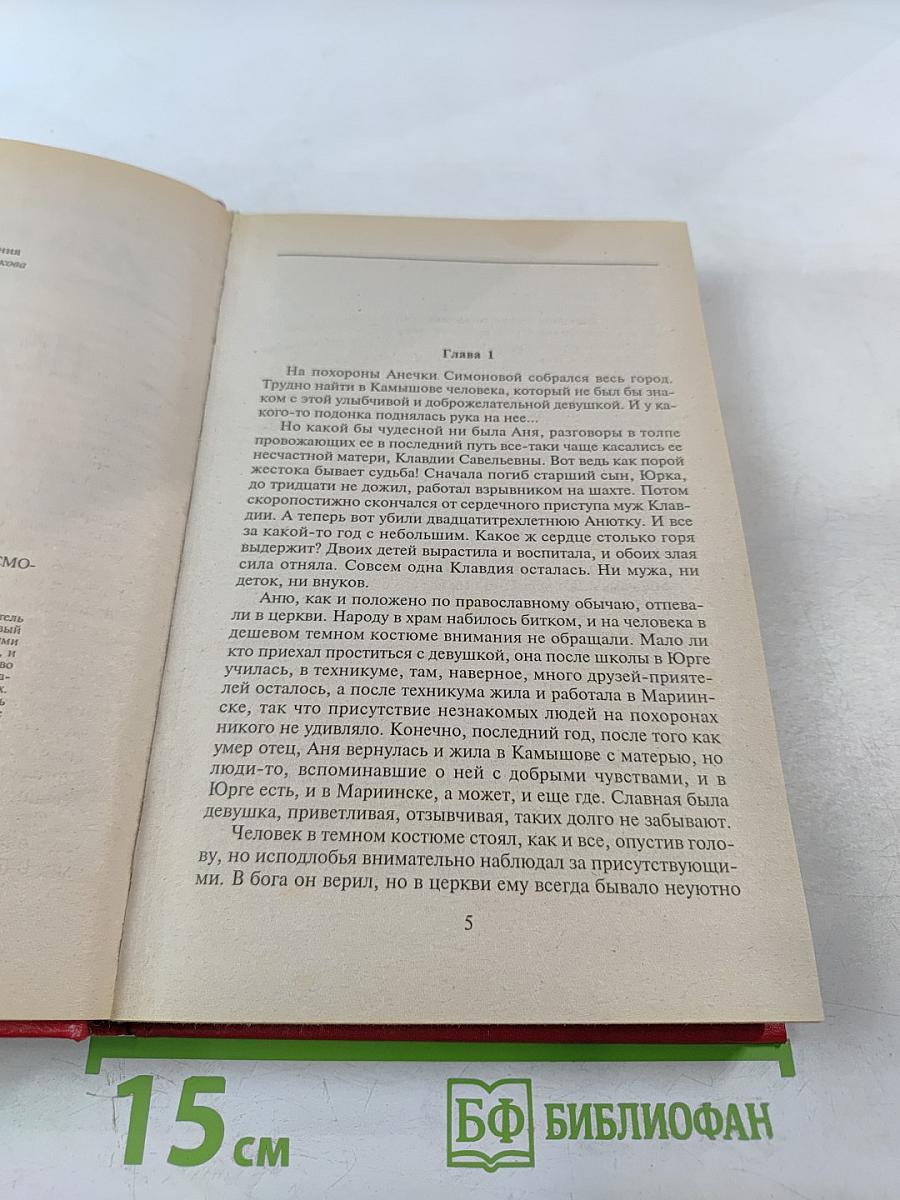 ния
кова
СМО-
тель
вый
ыми
, и
во
а-
х.
ь
Глава 1
На похороны Анечки Симоновой собрался весь город.
Трудно найти в Камышове человека, который не был бы зна-
ком с этой улыбчивой и доброжелательной девушкой. И у ка-
кого-то подонка поднялась рука на нее...
Но какой бы чудесной ни была Аня, разговоры в толпе
провожающих ее в последний путь все-таки чаще касались ее
несчастной матери, Клавдии Савельевны. Вот ведь как порой
жестока бывает судьба! Сначала погиб старший сын, Юрка,
до тридцати не дожил, работал взрывником на шахте. Потом
скоропостижно скончался от сердечного приступа муж Клав-
дии. А теперь вот убили двадцатитрехлетнюю Анютку. И все
за какой-то год с небольшим. Какое ж сердце столько горя
выдержит? Двоих детей вырастила и воспитала, и обоих злая
сила отняла. Совсем одна Клавдия осталась. Ни мужа, ни
деток, ни внуков.
Аню, как и положено по православному обычаю, отпева-
ли в церкви. Народу в храм набилось битком, и на человека в
дешевом темном костюме внимания не обращали. Мало ли
кто приехал проститься с девушкой, она после школы в Юрге
училась, в техникуме, там, наверное, много друзей-прияте-
лей осталось, а после техникума жила и работала в Мариин-
ске, так что присутствие незнакомых людей на похоронах
никого не удивляло. Конечно, последний год, после того как
умер отец, Аня вернулась и жила в Камышове с матерью, но
люди-то, вспоминавшие о ней с добрыми чувствами, и в
Юрге есть, и в Мариинске, а может, и еще где. Славная была
девушка, приветливая, отзывчивая, таких долго не забывают.
Человек в темном костюме стоял, как и все, опустив голо-
ву, но исподлобья внимательно наблюдал за присутствующи-
ми. В бога он верил, но в церкви ему всегда бывало неуютно
5
15 см
БФ БИБЛИОФАН